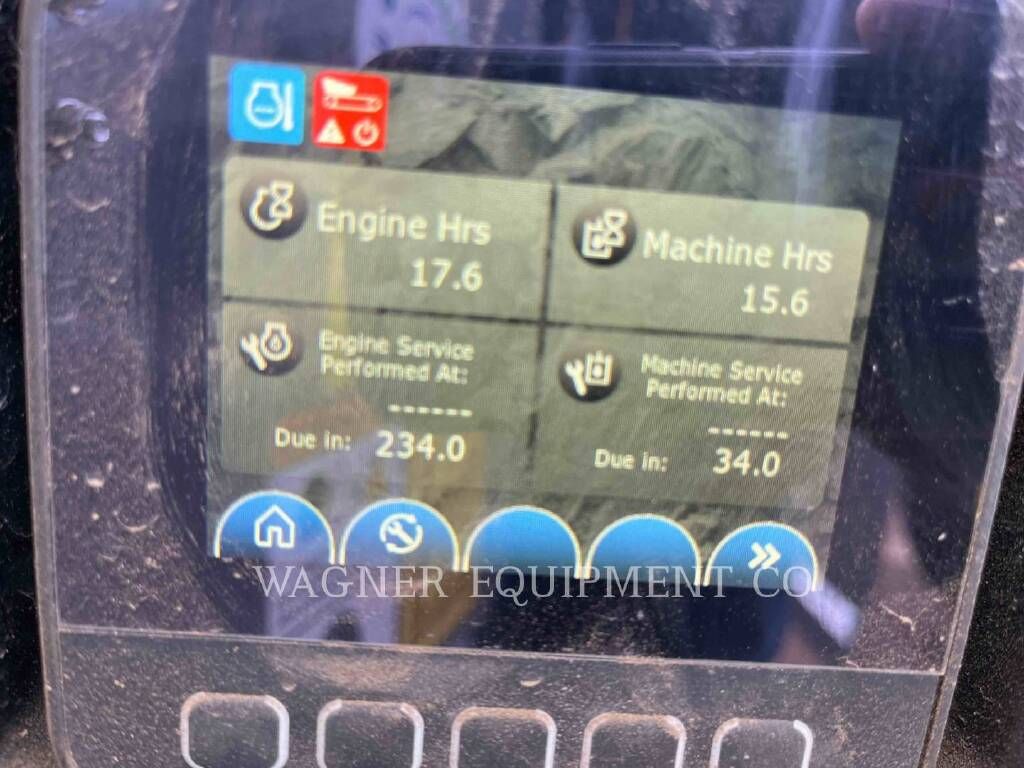 Engine Hrs
17.6
Machine Hrs
15.6
Engine Service
Performed At:
------
Due in: 234.0
Machine Service
Performed At:
------
Due in: 34.0
WAGNER EQUIPMENT CO